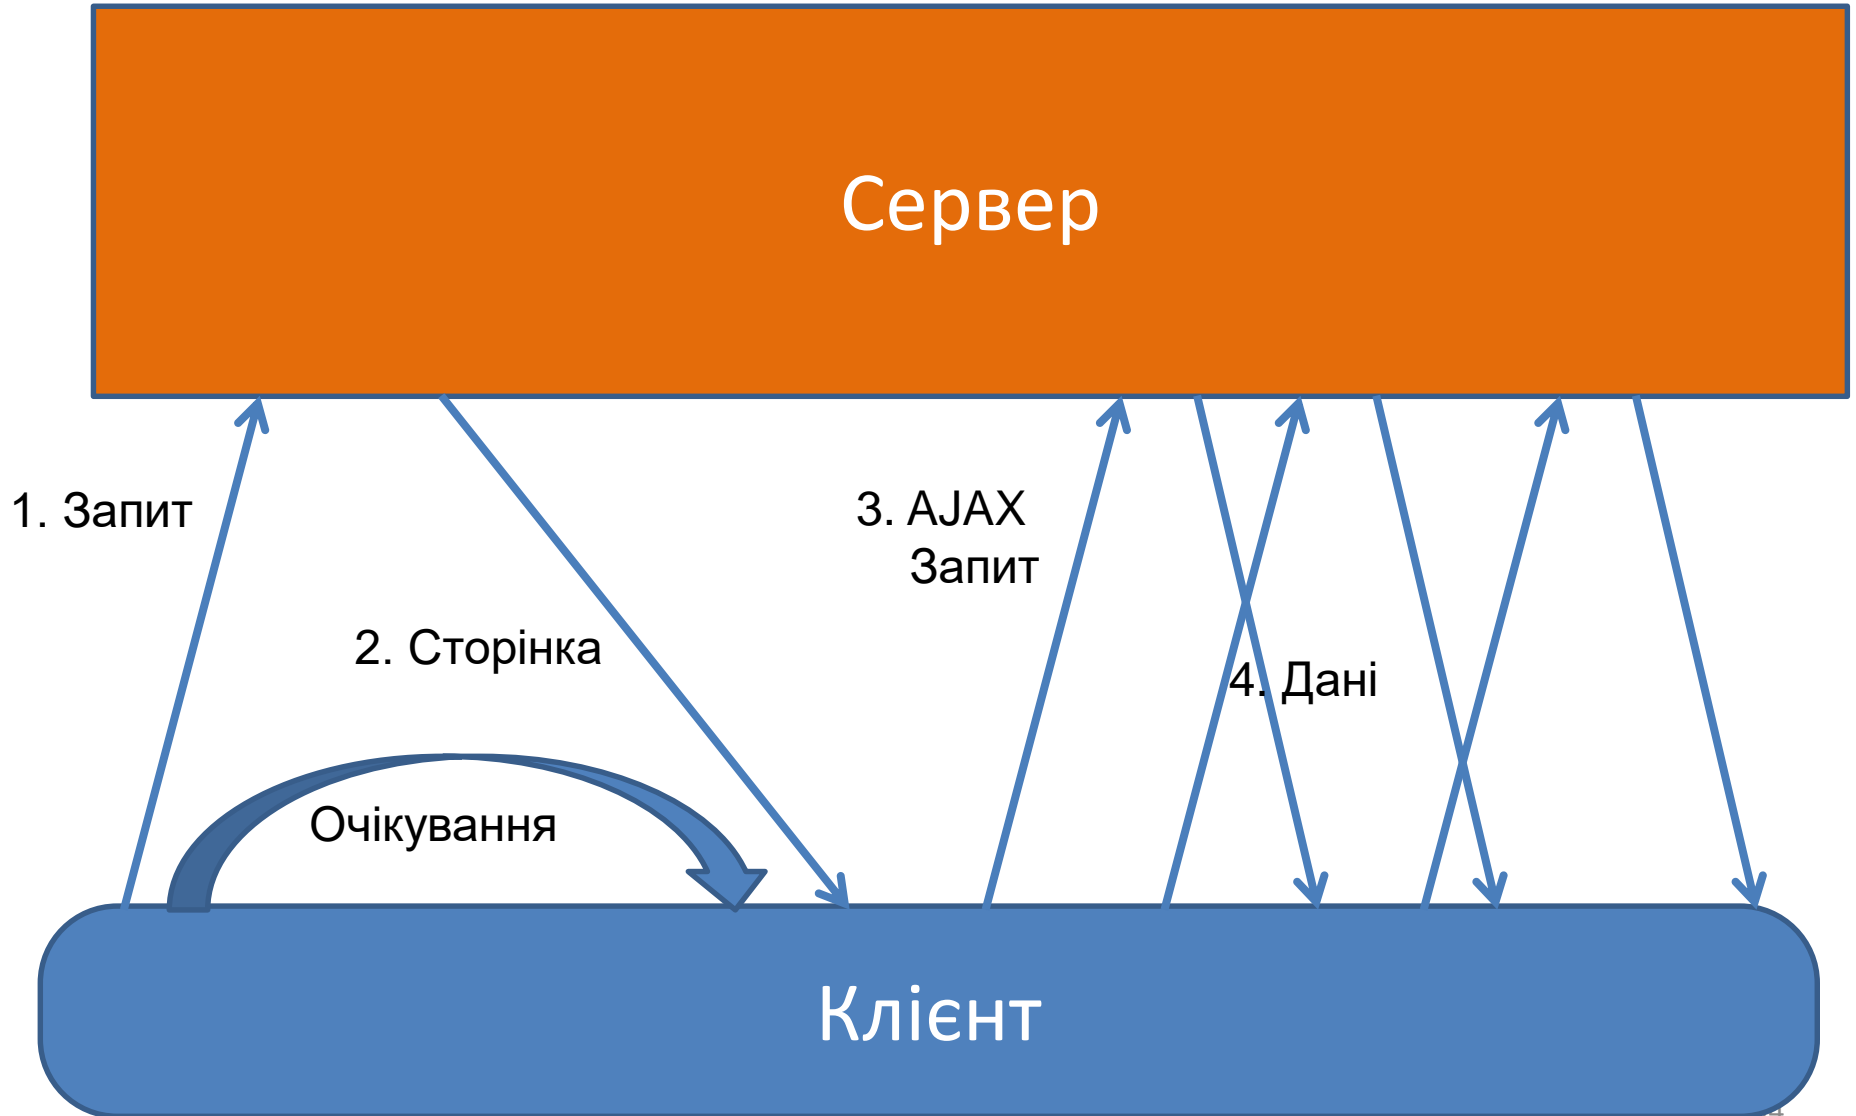 Сервер
1. Запит
3. AJAX
Запит
2. Сторінка
4. Дані
Очікування
Клієнт